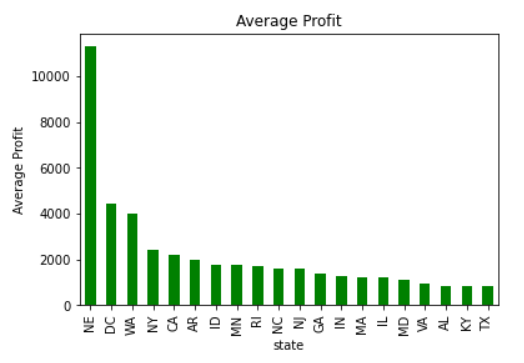 Average Profit
Average Profit
10000
8000
6000
4000
2000
0
NE DC WA NY CA AR ID MN RI NC NJ GA IN MA IL MD VA AL KY TX
state